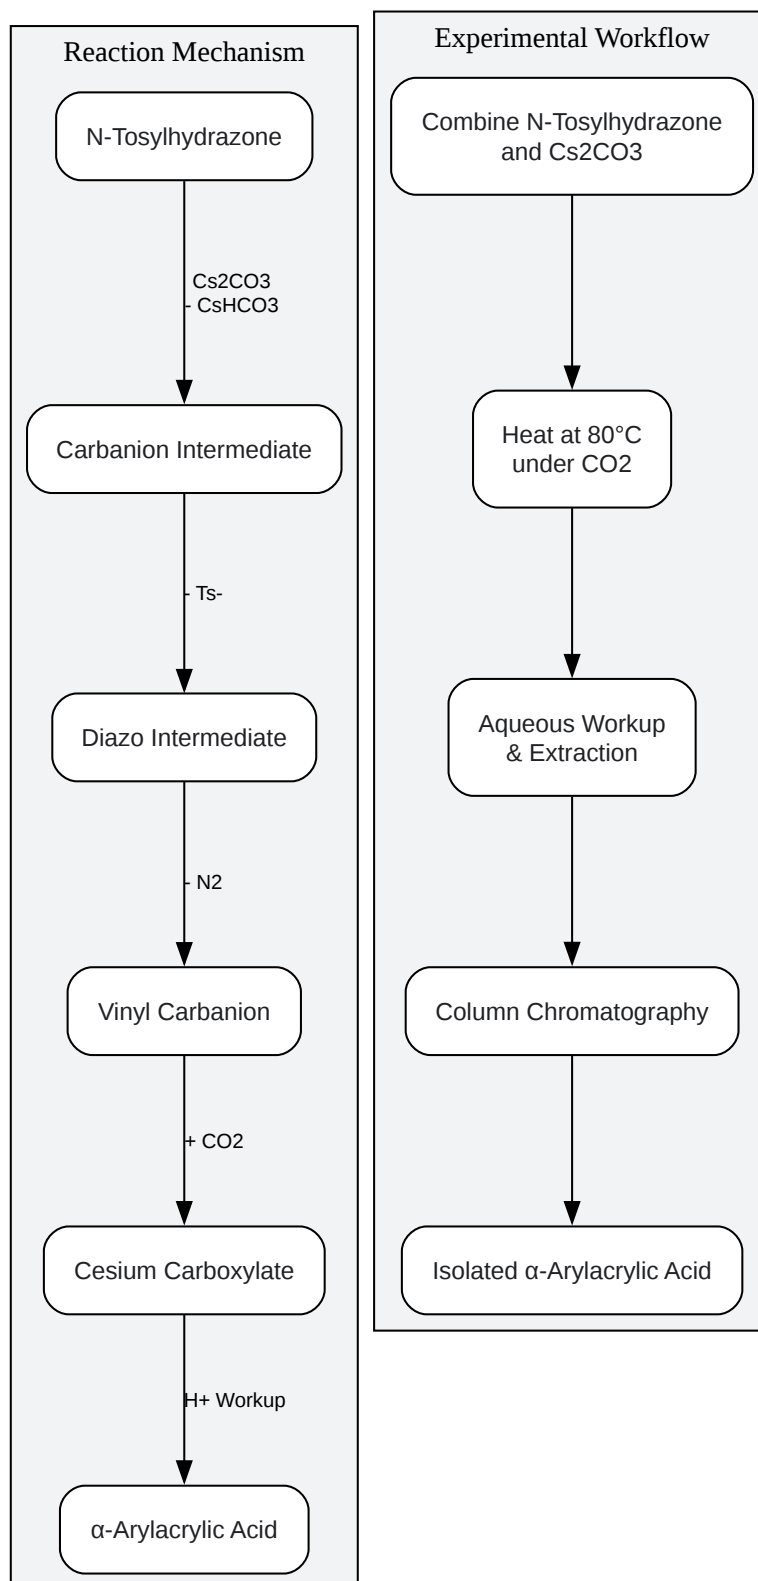 Reaction Mechanism
N-Tosylhydrazone
Cs2CO3
- CsHCO3
Carbanion Intermediate
- Ts-
Diazo Intermediate
- N2
Vinyl Carbanion
+ CO2
Cesium Carboxylate
H+ Workup
α-Arylacrylic Acid
Experimental Workflow
Combine N-Tosylhydrazone
and Cs2CO3
Heat at 80°C
under CO2
Aqueous Workup
& Extraction
Column Chromatography
Isolated α-Arylacrylic Acid